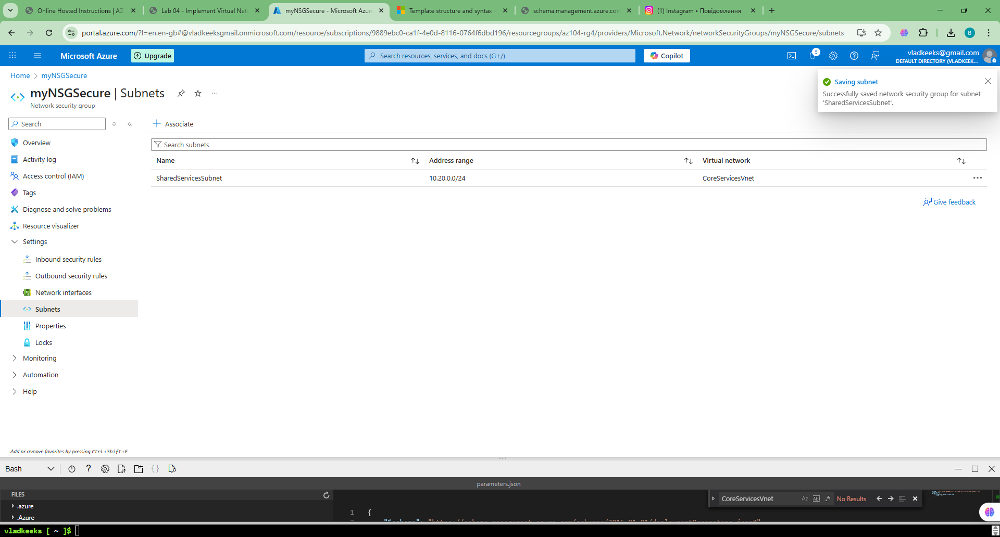 Online Hosted Instructions | AZ
Lab 04 - Implement Virtual Net
myNSGSecure - Microsoft Azure
Template structure and syntax -
schema.management.azure.com
(1) Instagram • Повідомлення
portal.azure.com/?l=en.en-gb#@vladkeeksgmail.onmicrosoft.com/resource/subscriptions/9889ebc0-ca1f-4e0d-8116-0764f6dbd196/resourcegroups/az104-rg4/providers/Microsoft.Network/networkSecurityGroups/myNSGSecure/subnets
B
Microsoft Azure
Upgrade
Search resources, services, and docs (G+/)
Copilot
5
vladkeeks@gmail.com
DEFAULT DIRECTORY (VLADKEEK...
Home > myNSGSecure
myNSGSecure | Subnets
Network security group
Saving subnet
Successfully saved network security group for subnet
'SharedServicesSubnet'.
Search
Associate
Overview
Activity log
Access control (IAM)
Tags
Diagnose and solve problems
Resource visualizer
Settings
Inbound security rules
Outbound security rules
Network interfaces
Subnets
Properties
Locks
Monitoring
Automation
Help
Search subnets
Name Address range Virtual network
SharedServicesSubnet 10.20.0.0/24 CoreServicesVnet
Give feedback
Add or remove favorites by pressing Ctrl+Shift+F
Bash
parameters.json
FILES
.azure
.Azure
CoreServicesVnet Aa Abl .* No Results
1 {
vladkeeks [ ~ ]$